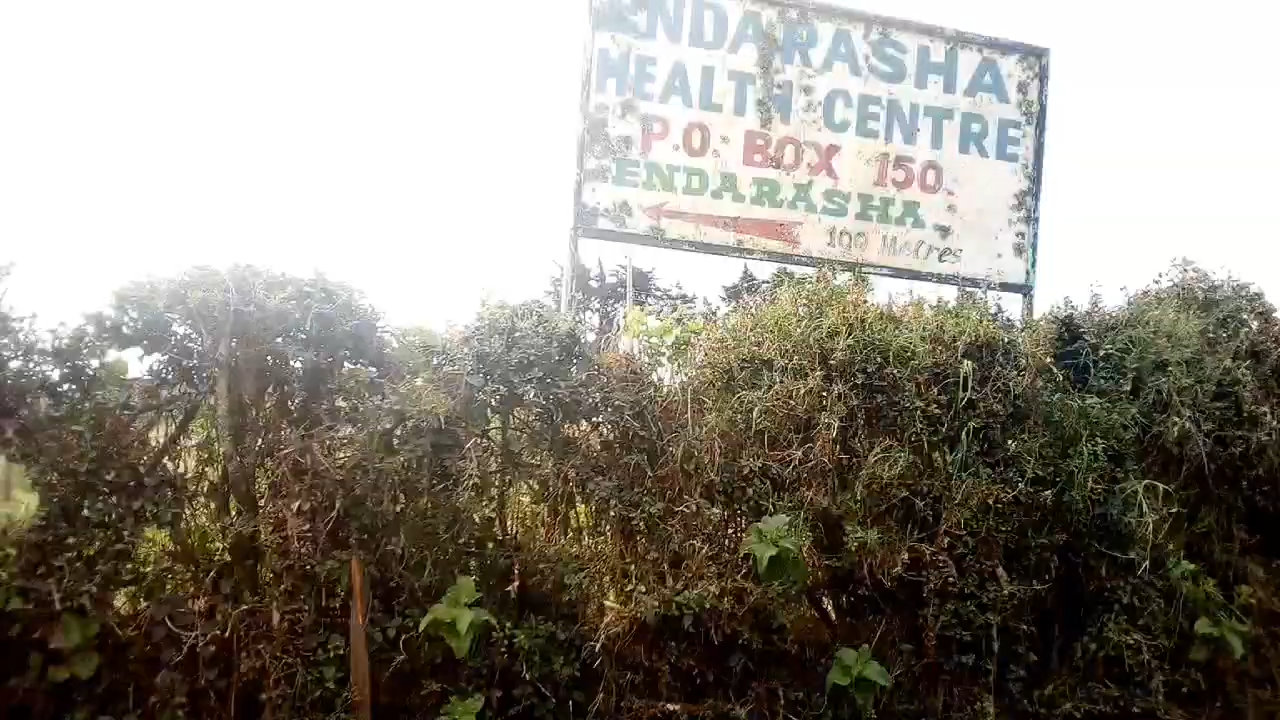 ENDARASHA
HEALTH CENTRE
P.O. BOX 150.
ENDARASHA.
100 Metres